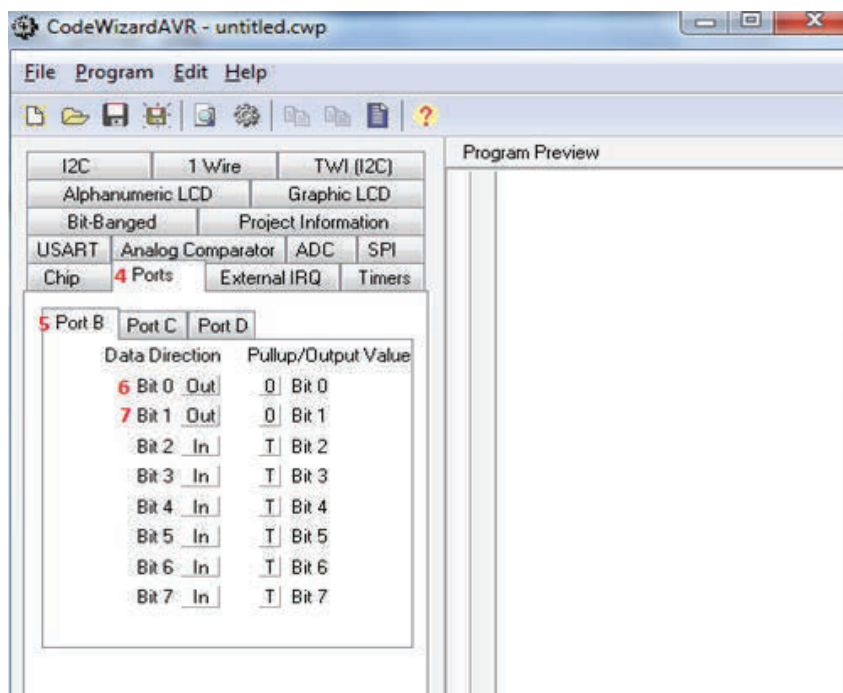 CodeWizardAVR - untitled.cwp
File Program Edit Help
?
I2C 1 Wire TWI (I2C)
Alphanumeric LCD Graphic LCD
Bit-Banged Project Information
USART Analog Comparator ADC SPI
Chip 4 Ports External IRQ Timers
5 Port B Port C Port D
Data Direction Pullup/Output Value
6 Bit 0 Out 0 Bit 0
7 Bit 1 Out 0 Bit 1
Bit 2 In T Bit 2
Bit 3 In T Bit 3
Bit 4 In T Bit 4
Bit 5 In T Bit 5
Bit 6 In T Bit 6
Bit 7 In T Bit 7
Program Preview